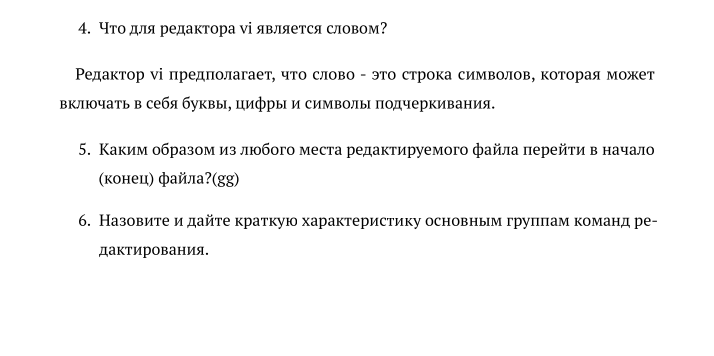 4. Что для редактора vi является словом?
Редактор vi предполагает, что слово - это строка символов, которая может
включать в себя буквы, цифры и символы подчеркивания.
5. Каким образом из любого места редактируемого файла перейти в начало
(конец) файла?(gg)
6. Назовите и дайте краткую характеристику основным группам команд ре-
дактирования.